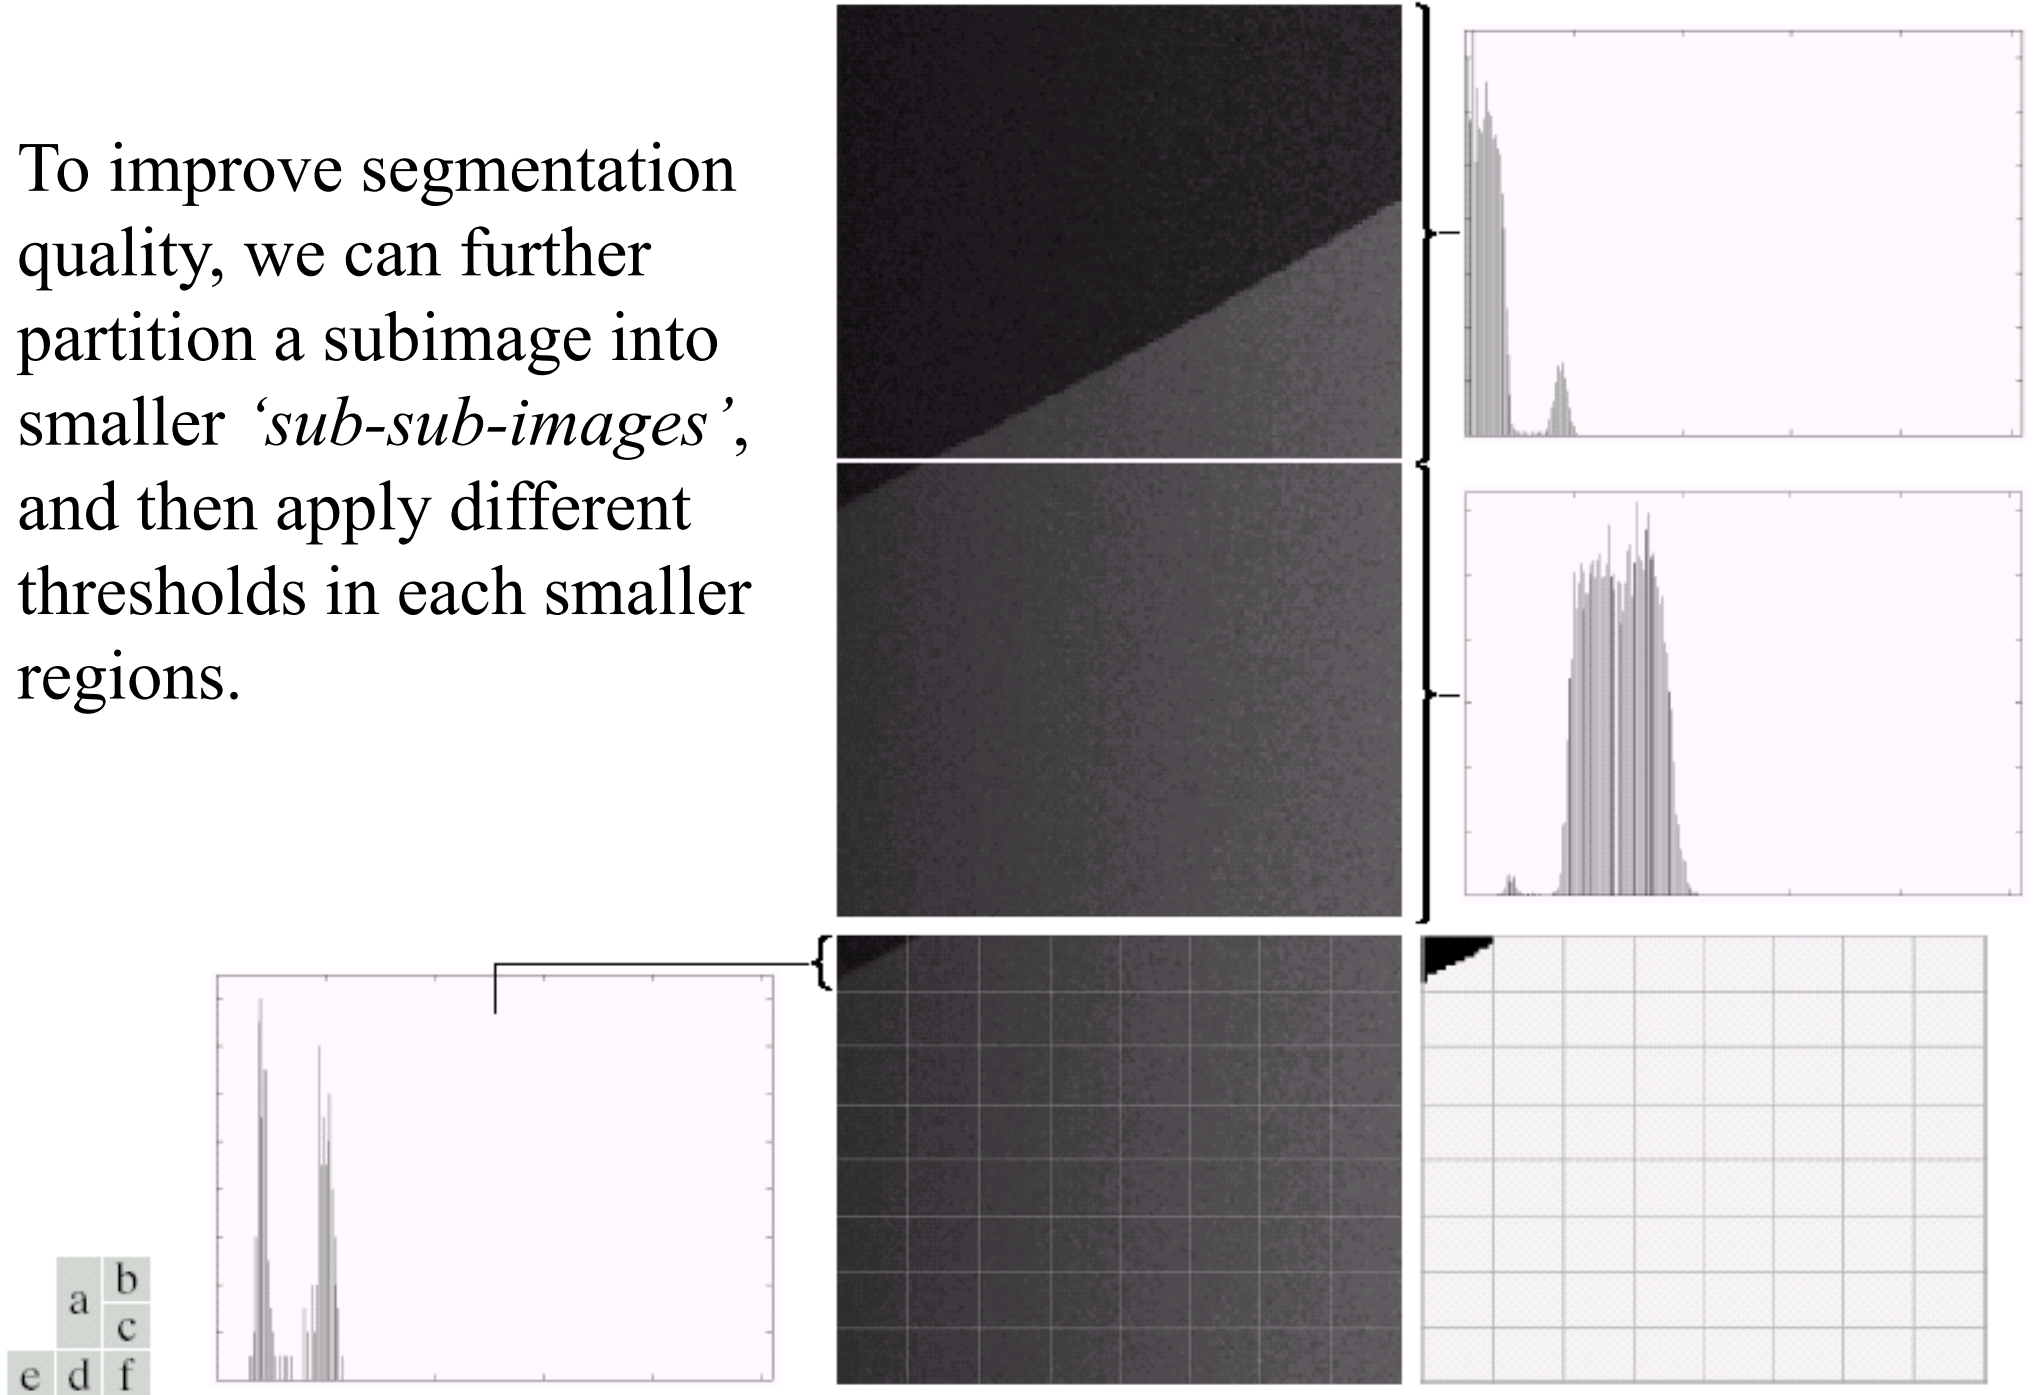 To improve segmentation
quality, we can further
partition a subimage into
smaller ‘sub-sub-images’,
and then apply different
thresholds in each smaller
regions.
b
a
c
e d f